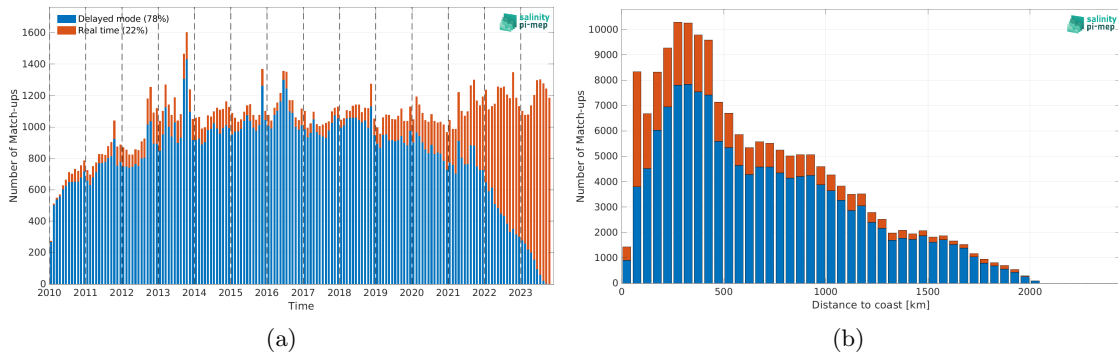 Delayed mode (78%)
Real time (22%)
salinity
pi-mep
Number of Match-ups
1600
1400
1200
1000
800
600
400
200
0
2010 2011 2012 2013 2014 2015 2016 2017 2018 2019 2020 2021 2022 2023
Time
(a)
salinity
pi-mep
Number of Match-ups
10000
9000
8000
7000
6000
5000
4000
3000
2000
1000
0
0 500 1000 1500 2000
Distance to coast [km]
(b)